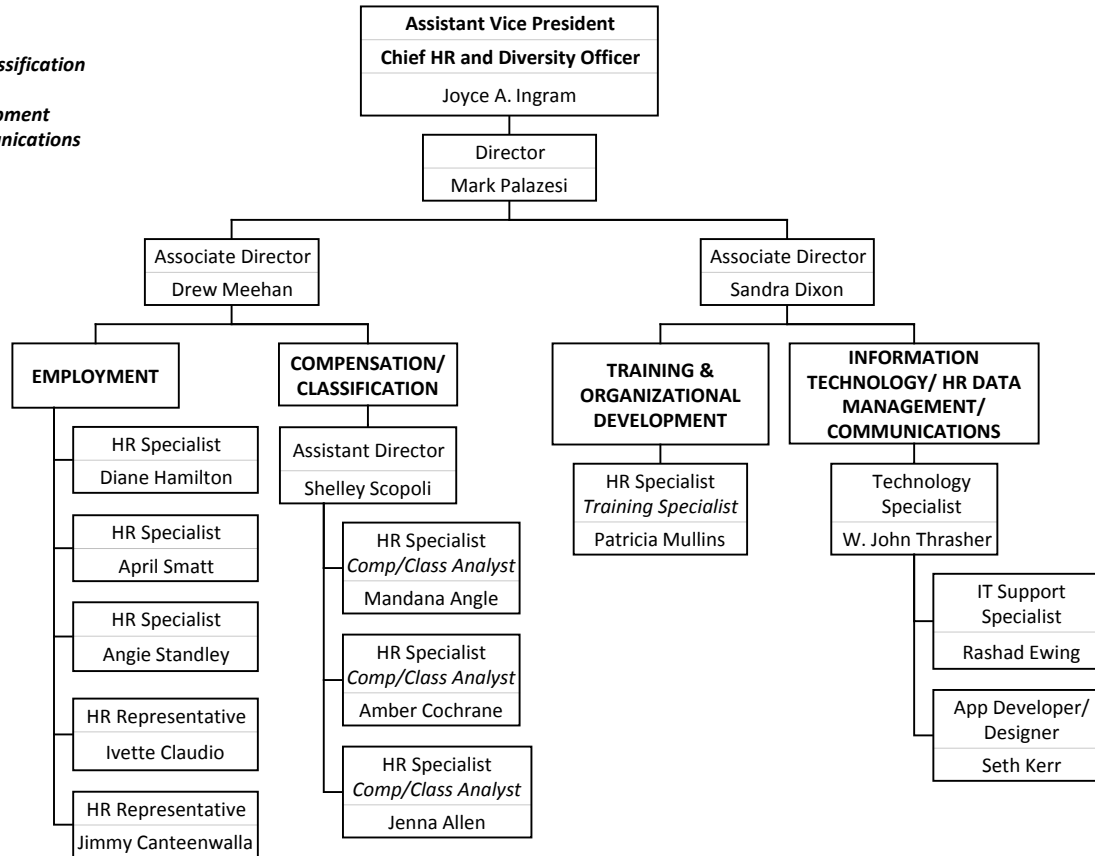 Assistant Vice President
Chief HR and Diversity Officer
Joyce A. Ingram
ssification
pment
nications
Director
Mark Palazesi
Associate Director
Drew Meehan
Associate Director
Sandra Dixon
EMPLOYMENT
HR Specialist
Diane Hamilton
HR Specialist
April Smatt
HR Specialist
Angie Standley
HR Representative
Ivette Claudio
HR Representative
Jimmy Canteenwalla
COMPENSATION/
CLASSIFICATION
Assistant Director
Shelley Scopoli
HR Specialist
Comp/Class Analyst
Mandana Angle
HR Specialist
Comp/Class Analyst
Amber Cochrane
HR Specialist
Comp/Class Analyst
Jenna Allen
TRAINING &
ORGANIZATIONAL
DEVELOPMENT
HR Specialist
Training Specialist
Patricia Mullins
INFORMATION
TECHNOLOGY/ HR DATA
MANAGEMENT/
COMMUNICATIONS
Technology
Specialist
W. John Thrasher
IT Support
Specialist
Rashad Ewing
App Developer/
Designer
Seth Kerr